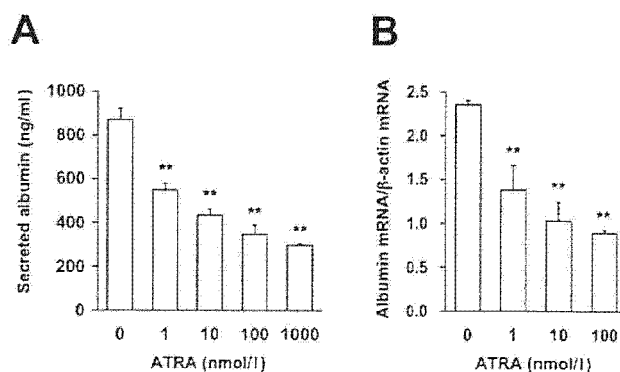 A
Secreted albumin (ng/ml)
1000
800
600
400
200
0
**
**
**
**
0 1 10 100 1000
ATRA (nmol/l)
B
Albumin mRNA/β-actin mRNA
2.5
2.0
1.5
1.0
0.5
0.0
**
**
**
0 1 10 100
ATRA (nmol/l)